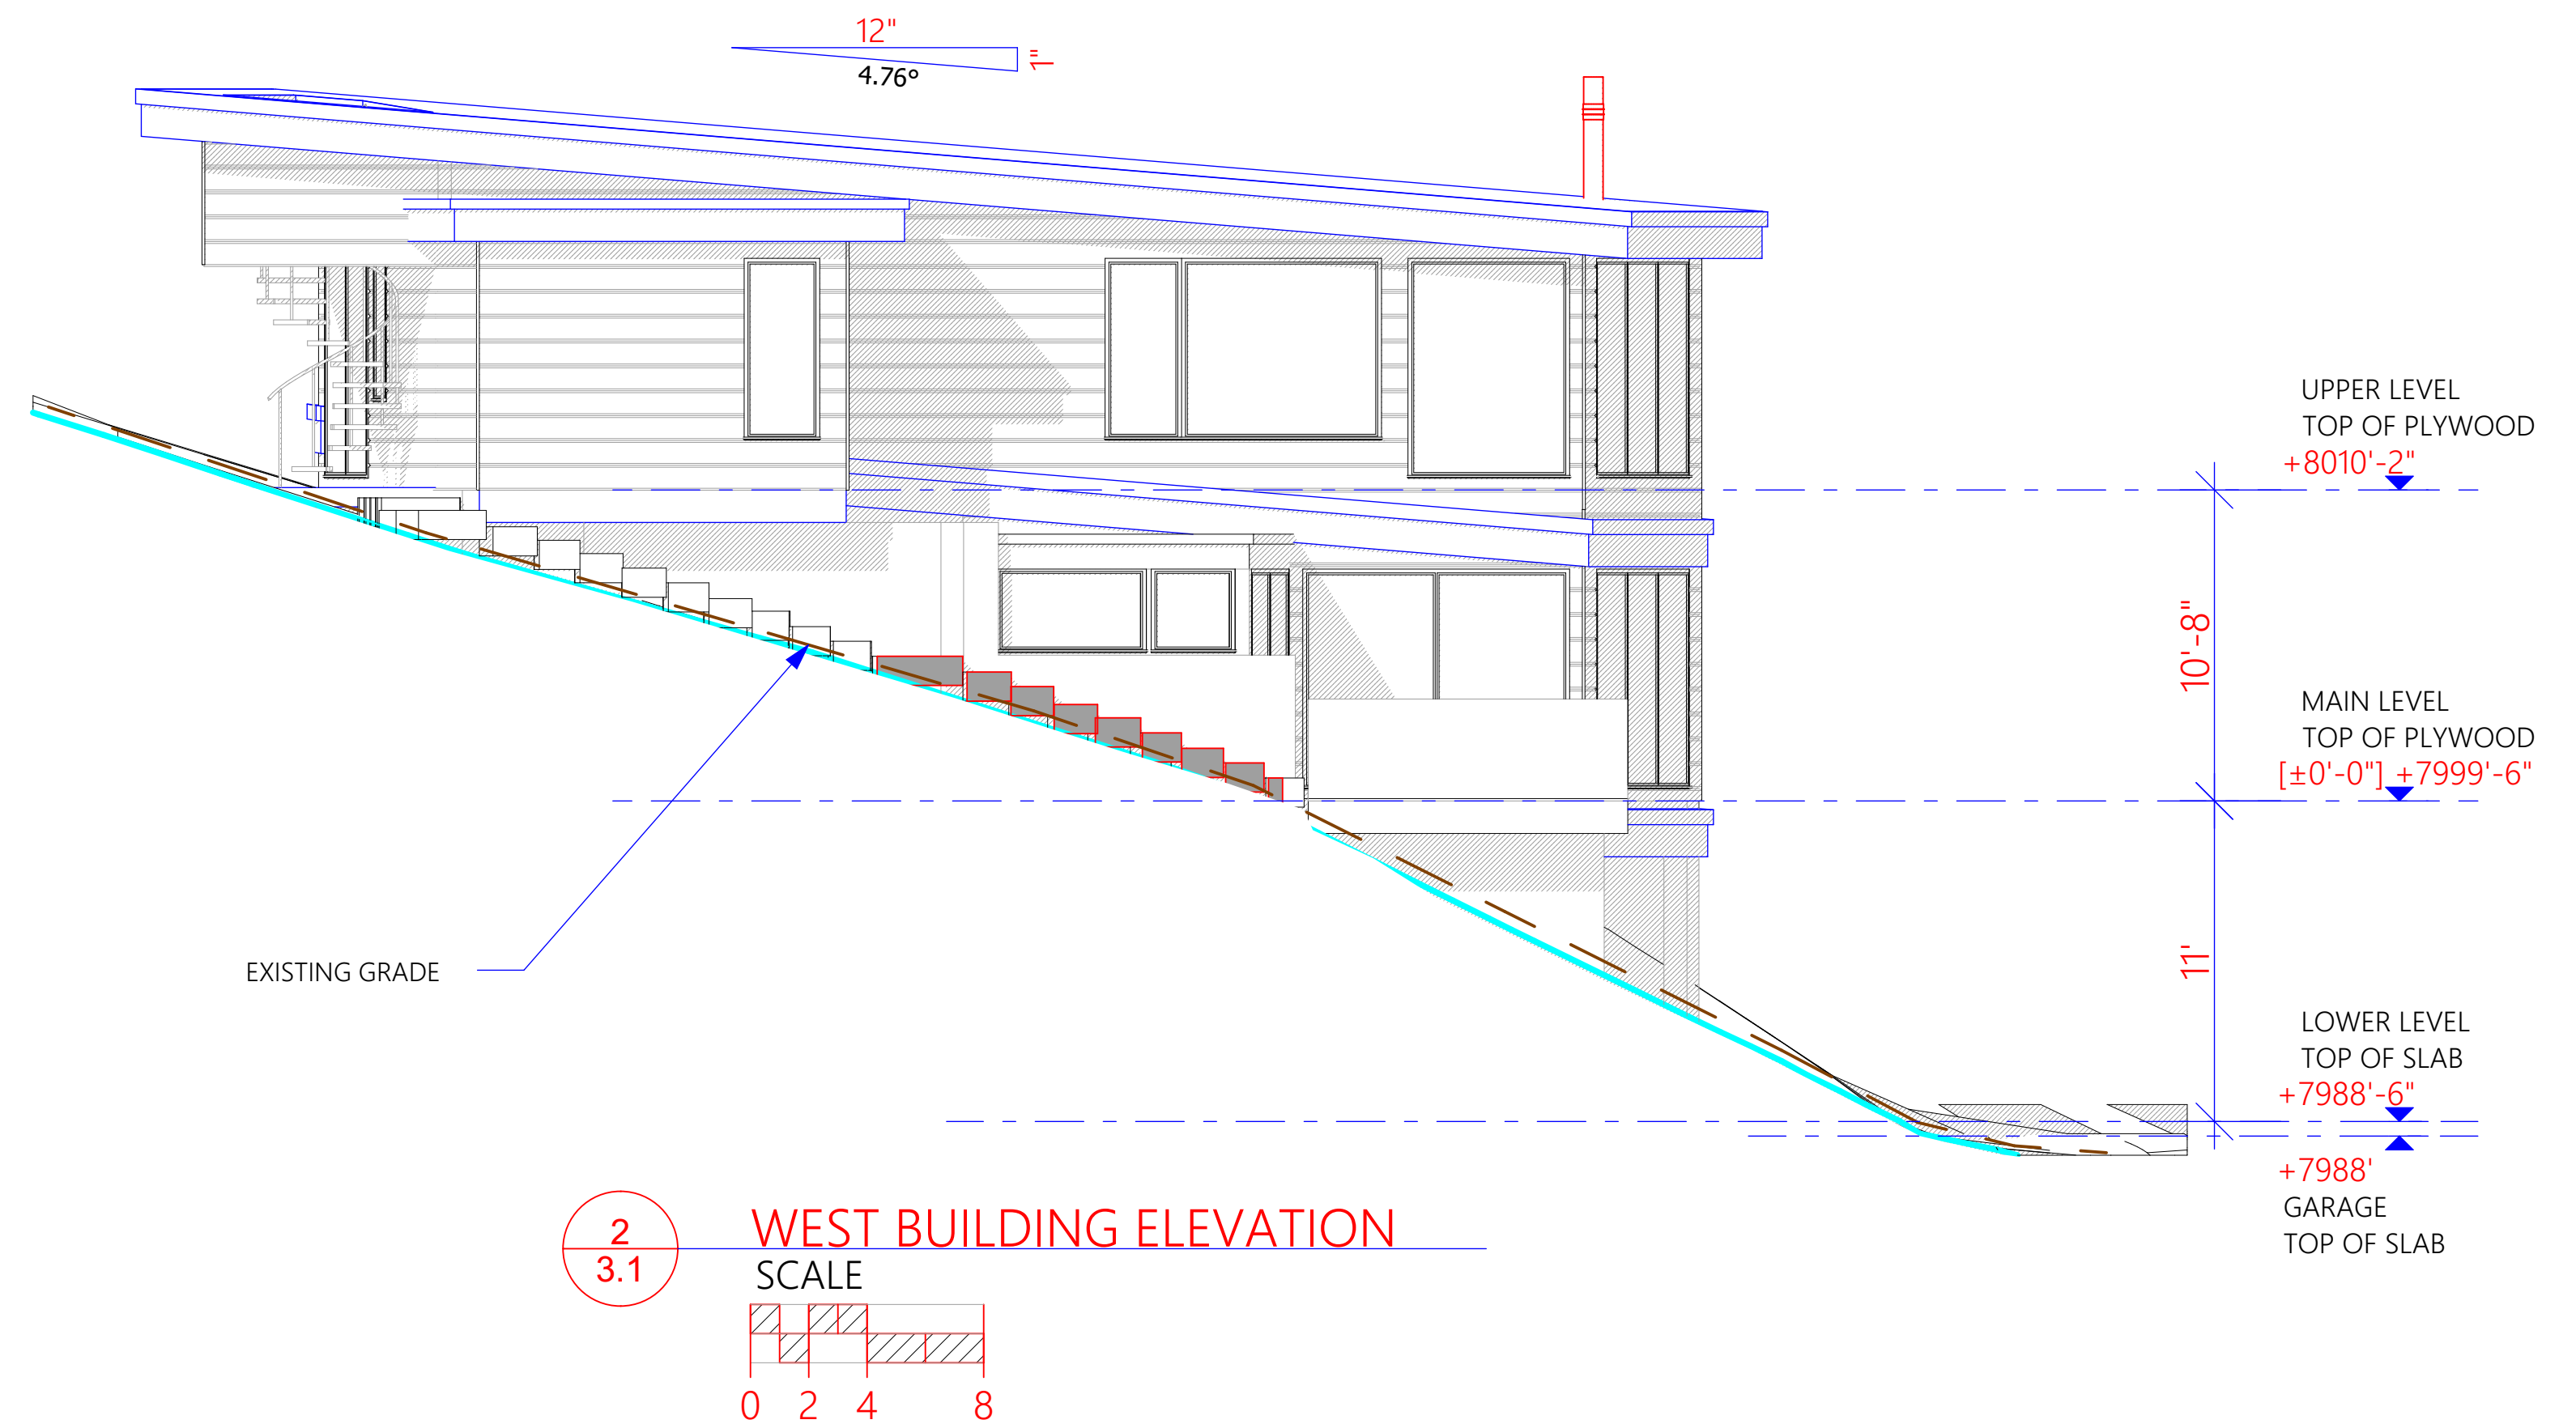 12"
1"
4.76°
UPPER LEVEL
TOP OF PLYWOOD
+8010'-2"
10'-8"
MAIN LEVEL
TOP OF PLYWOOD
[±0'-0"] +7999'-6"
11'
EXISTING GRADE
LOWER LEVEL
TOP OF SLAB
+7988'-6"
+7988'
GARAGE
TOP OF SLAB
2
3.1
WEST BUILDING ELEVATION
SCALE
0 2 4 8